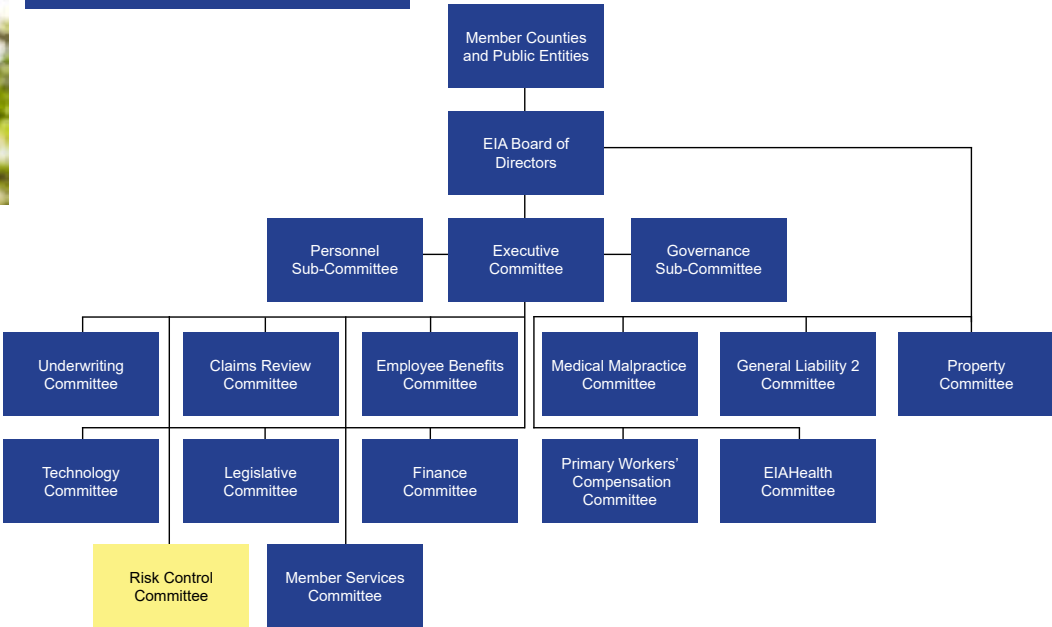 Member Counties
and Public Entities
EIA Board of
Directors
Personnel
Sub-Committee
Executive
Committee
Governance
Sub-Committee
Underwriting
Committee
Claims Review
Committee
Employee Benefits
Committee
Medical Malpractice
Committee
General Liability 2
Committee
Property
Committee
Technology
Committee
Legislative
Committee
Finance
Committee
Primary Workers’
Compensation
Committee
EIAHealth
Committee
Risk Control
Committee
Member Services
Committee